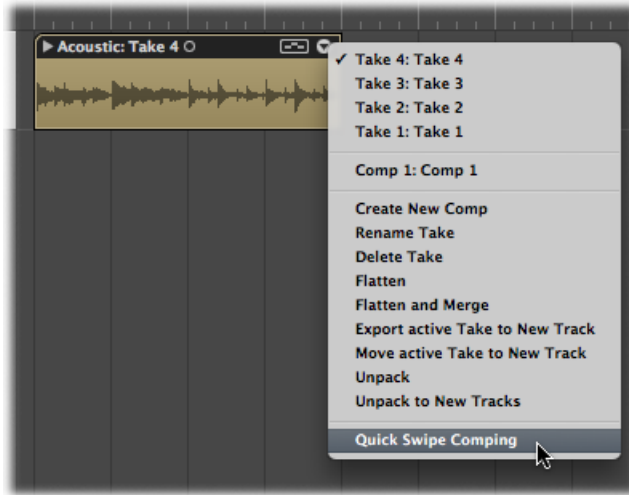 Acoustic: Take 4
Take 4: Take 4
Take 3: Take 3
Take 2: Take 2
Take 1: Take 1
Comp 1: Comp 1
Create New Comp
Rename Take
Delete Take
Flatten
Flatten and Merge
Export active Take to New Track
Move active Take to New Track
Unpack
Unpack to New Tracks
Quick Swipe Comping